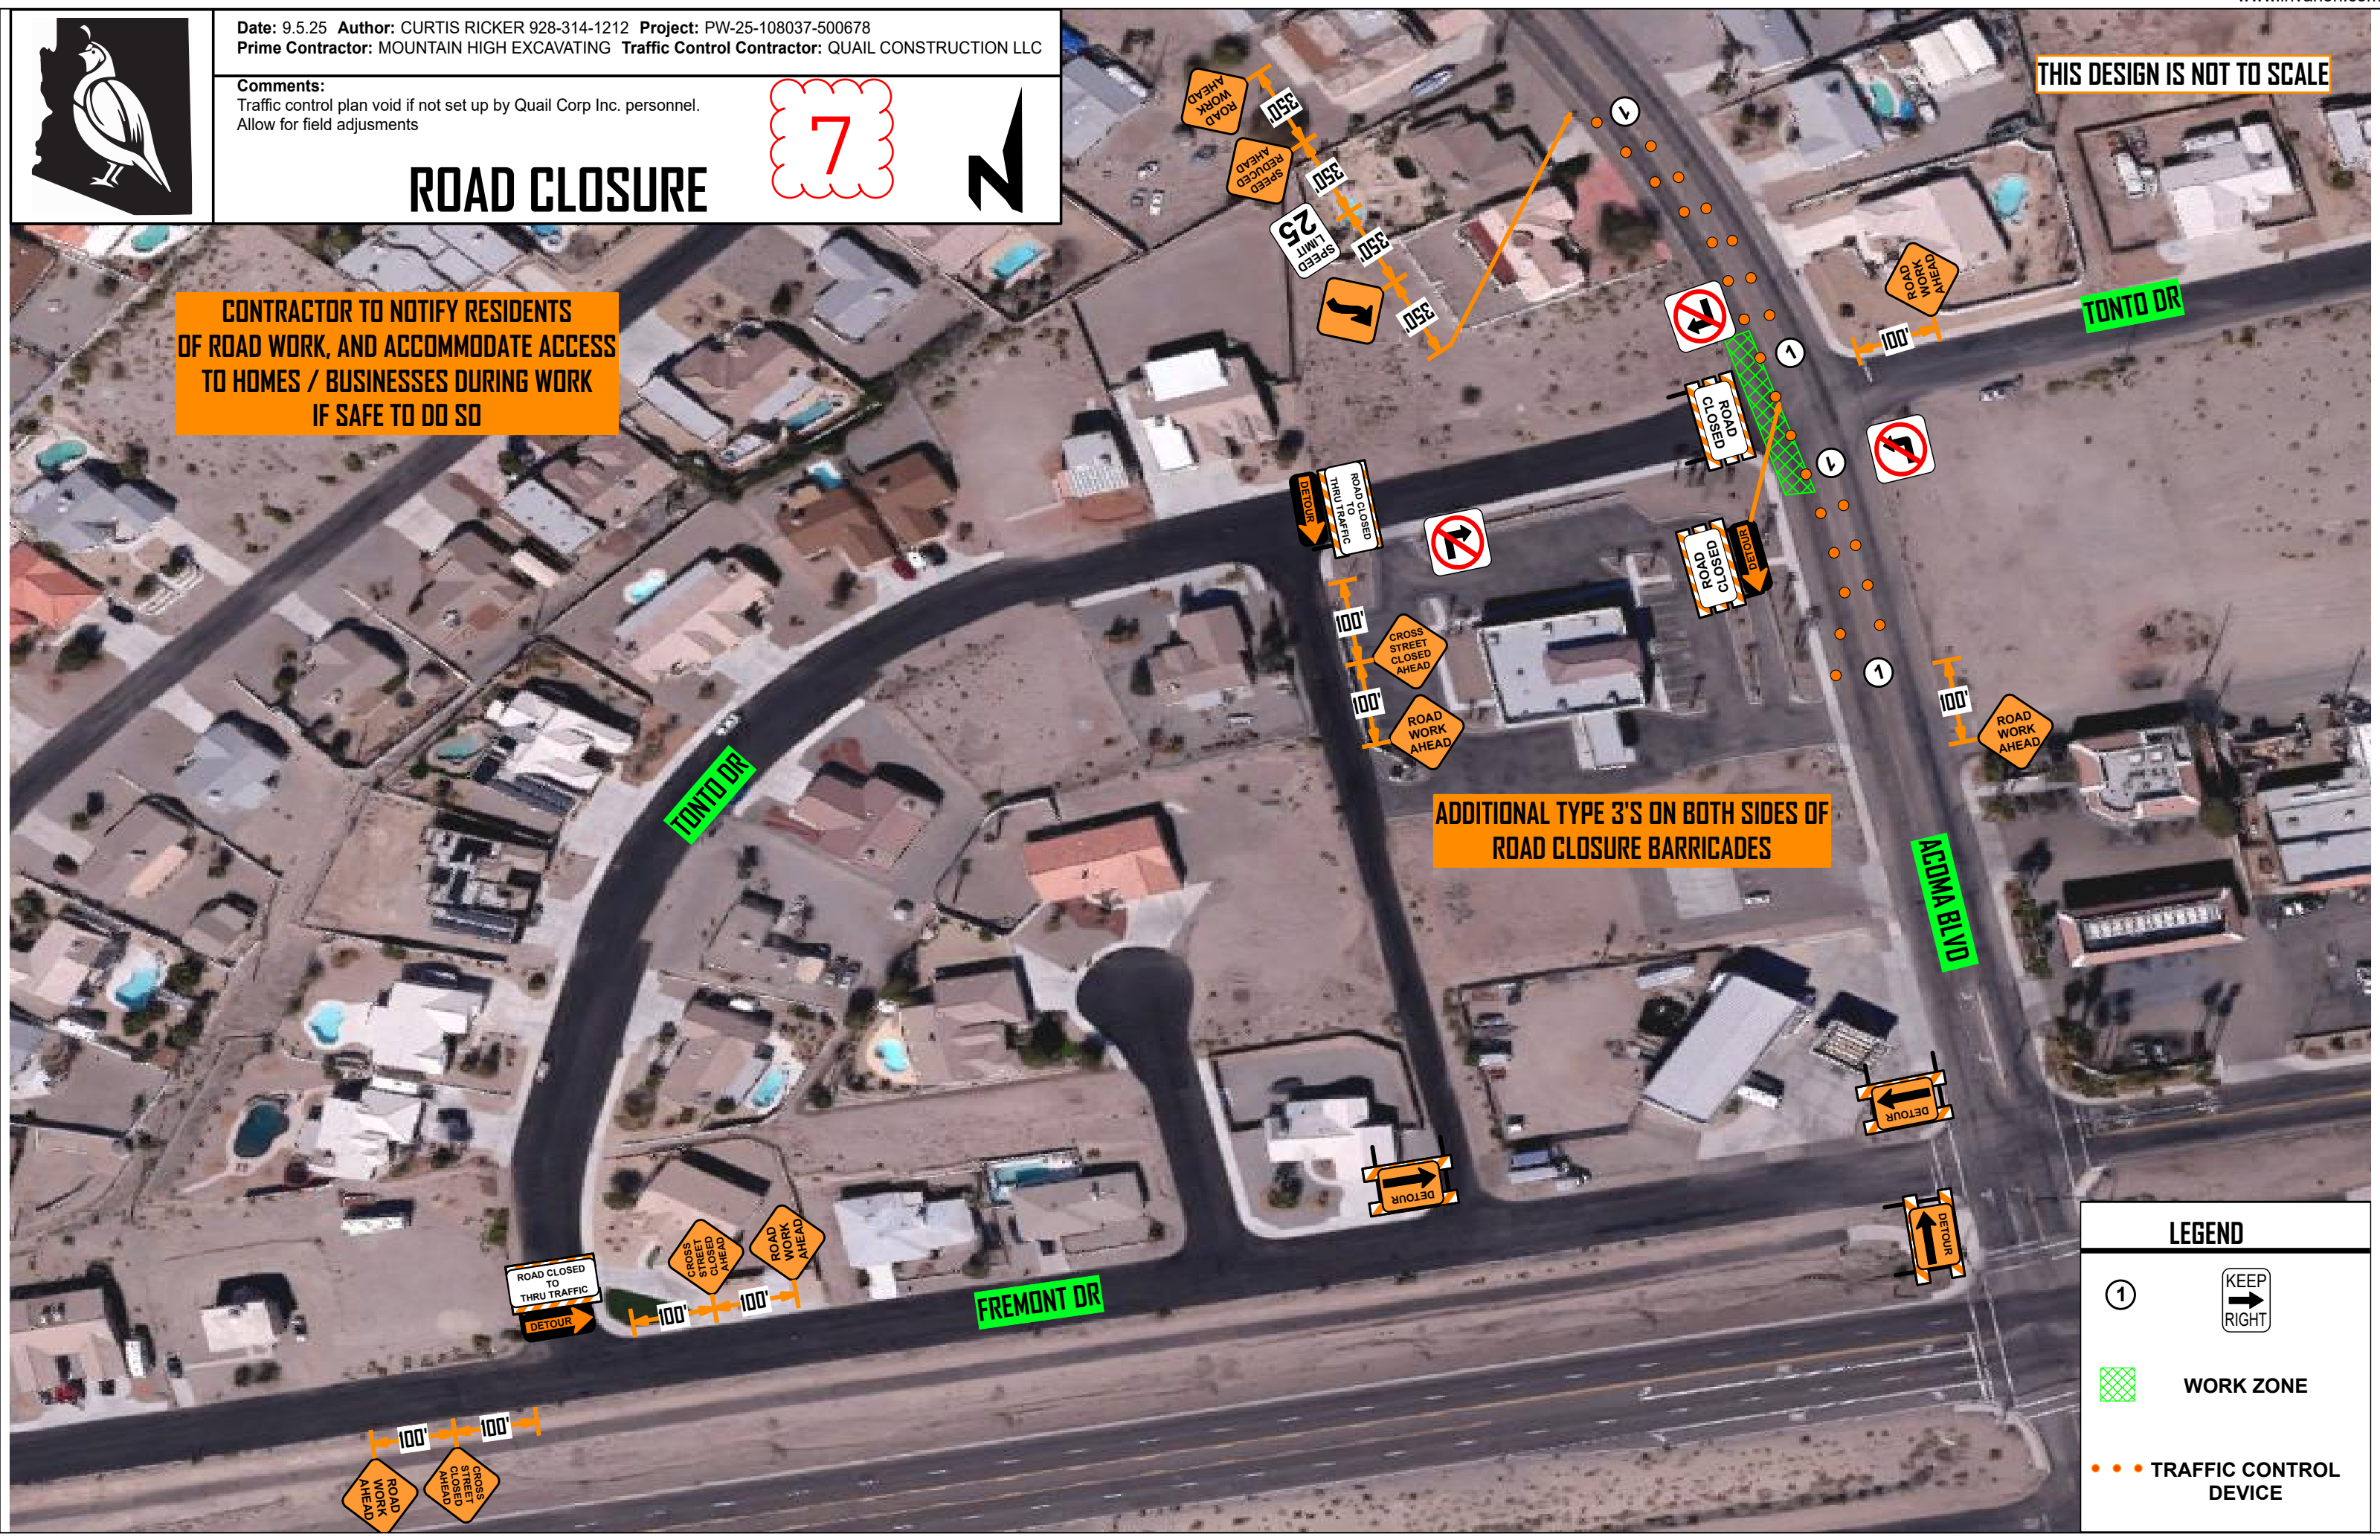 Date: 9.5.25 Author: CURTIS RICKER 928-314-1212 Project: PW-25-108037-500678
Prime Contractor: MOUNTAIN HIGH EXCAVATING Traffic Control Contractor: QUAIL CONSTRUCTION LLC
Comments:
Traffic control plan void if not set up by Quail Corp Inc. personnel.
Allow for field adjusments
ROAD CLOSURE
7
N
THIS DESIGN IS NOT TO SCALE
CONTRACTOR TO NOTIFY RESIDENTS
OF ROAD WORK, AND ACCOMMODATE ACCESS
TO HOMES / BUSINESSES DURING WORK
IF SAFE TO DO SO
ROAD
WORK
AHEAD
350'
SPEED
REDUCED
AHEAD
350'
SPEED
LIMIT
25
350'
350'
1
1
1
1
ROAD
WORK
AHEAD
100'
TONTO DR
ROAD
CLOSED
ROAD CLOSED
TO
THRU TRAFFIC
DETOUR
ROAD
CLOSED
DETOUR
100'
CROSS
STREET
CLOSED
AHEAD
100'
ROAD
WORK
AHEAD
100'
ROAD
WORK
AHEAD
TONTO DR
ADDITIONAL TYPE 3'S ON BOTH SIDES OF
ROAD CLOSURE BARRICADES
ACOMA BLVD
DETOUR
DETOUR
DETOUR
CROSS
STREET
CLOSED
AHEAD
ROAD
WORK
AHEAD
100'
100'
ROAD CLOSED
TO
THRU TRAFFIC
DETOUR
FREMONT DR
100'
100'
ROAD
WORK
AHEAD
CROSS
STREET
CLOSED
AHEAD
LEGEND
1
KEEP
RIGHT
WORK ZONE
TRAFFIC CONTROL
DEVICE